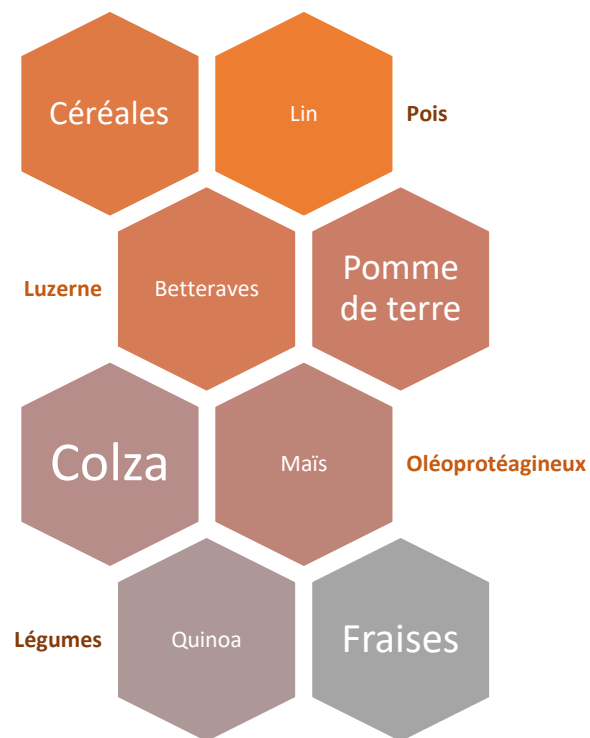 Céréales
Lin
Pois
Luzerne
Betteraves
Pomme
de terre
Colza
Maïs
Oléoprotéagineux
Légumes
Quinoa
Fraises